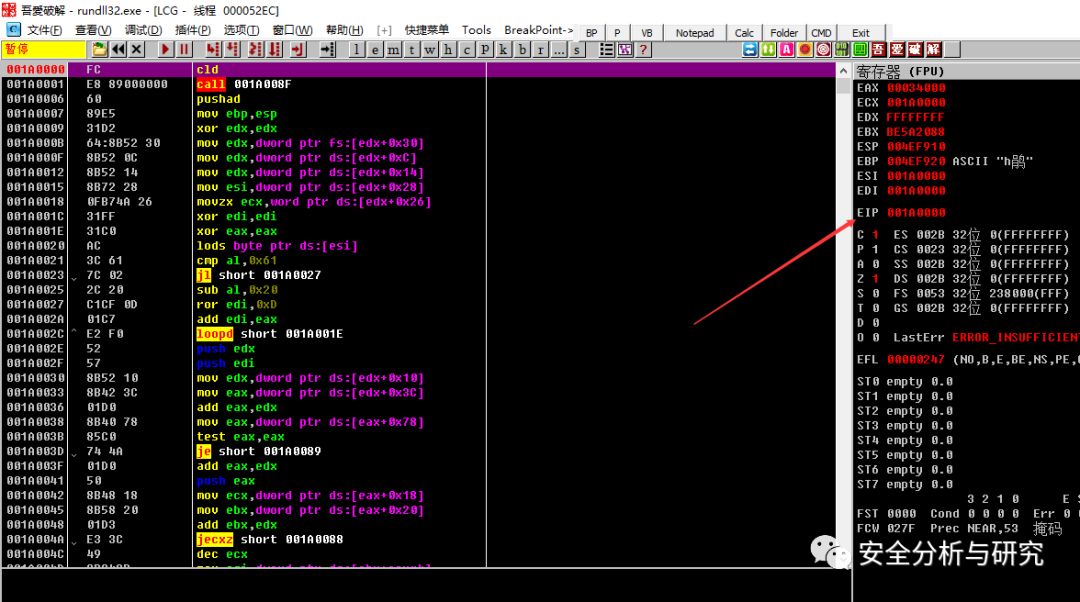 吾爱破解 - rundll32.exe - [LCG - 线程 000052EC]
C 文件(F) 查看(V) 调试(D) 插件(P) 选项(T) 窗口(W) 帮助(H) [+] 快捷菜单 Tools BreakPoint-> BP P VB Notepad Calc Folder CMD Exit
暂停 l e m t w h c p k b r ... s ? 吾 爱 破 解
001A0000 FC cld
001A0001 E8 89000000 call 001A008F
001A0006 60 pushad
001A0007 89E5 mov ebp,esp
001A0009 31D2 xor edx,edx
001A000B 64:8B52 30 mov edx,dword ptr fs:[edx+0x30]
001A000F 8B52 0C mov edx,dword ptr ds:[edx+0xC]
001A0012 8B52 14 mov edx,dword ptr ds:[edx+0x14]
001A0015 8B72 28 mov esi,dword ptr ds:[edx+0x28]
001A0018 0FB74A 26 movzx ecx,word ptr ds:[edx+0x26]
001A001C 31FF xor edi,edi
001A001E 31C0 xor eax,eax
001A0020 AC lods byte ptr ds:[esi]
001A0021 3C 61 cmp al,0x61
001A0023 7C 02 jl short 001A0027
001A0025 2C 20 sub al,0x20
001A0027 C1CF 0D ror edi,0xD
001A002A 01C7 add edi,eax
001A002C E2 F0 loopd short 001A001E
001A002E 52 push edx
001A002F 57 push edi
001A0030 8B52 10 mov edx,dword ptr ds:[edx+0x10]
001A0033 8B42 3C mov eax,dword ptr ds:[edx+0x3C]
001A0036 01D0 add eax,edx
001A0038 8B40 78 mov eax,dword ptr ds:[eax+0x78]
001A003B 85C0 test eax,eax
001A003D 74 4A je short 001A0089
001A003F 01D0 add eax,edx
001A0041 50 push eax
001A0042 8B48 18 mov ecx,dword ptr ds:[eax+0x18]
001A0045 8B58 20 mov ebx,dword ptr ds:[eax+0x20]
001A0048 01D3 add ebx,edx
001A004A E3 3C jecxz short 001A0088
001A004C 49 dec ecx
寄存器 (FPU)
EAX 00034000
ECX 001A0000
EDX FFFFFFFF
EBX BE5A2088
ESP 004EF910
EBP 004EF920 ASCII "h鹃"
ESI 001A0000
EDI 001A0000
EIP 001A0000
C 1 ES 002B 32位 0(FFFFFFFF)
P 1 CS 0023 32位 0(FFFFFFFF)
A 0 SS 002B 32位 0(FFFFFFFF)
Z 1 DS 002B 32位 0(FFFFFFFF)
S 0 FS 0053 32位 238000(FFF)
T 0 GS 002B 32位 0(FFFFFFFF)
D 0
O 0 LastErr ERROR_INSUFFICIENT
EFL 00000247 (NO,B,E,BE,NS,PE,
ST0 empty 0.0
ST1 empty 0.0
ST2 empty 0.0
ST3 empty 0.0
ST4 empty 0.0
ST5 empty 0.0
ST6 empty 0.0
ST7 empty 0.0
3 2 1 0 E S
FST 0000 Cond 0 0 0 0 Err 0 0
FCW 027F Prec NEAR,53 掩码
安全分析与研究